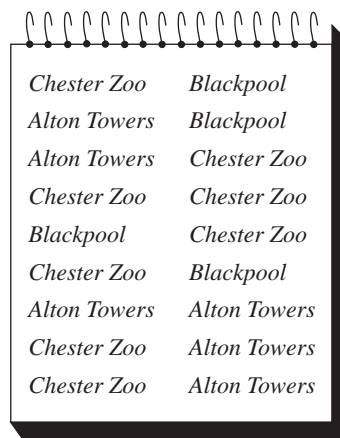 Chester Zoo Blackpool
Alton Towers Blackpool
Alton Towers Chester Zoo
Chester Zoo Chester Zoo
Blackpool Chester Zoo
Chester Zoo Blackpool
Alton Towers Alton Towers
Chester Zoo Alton Towers
Chester Zoo Alton Towers